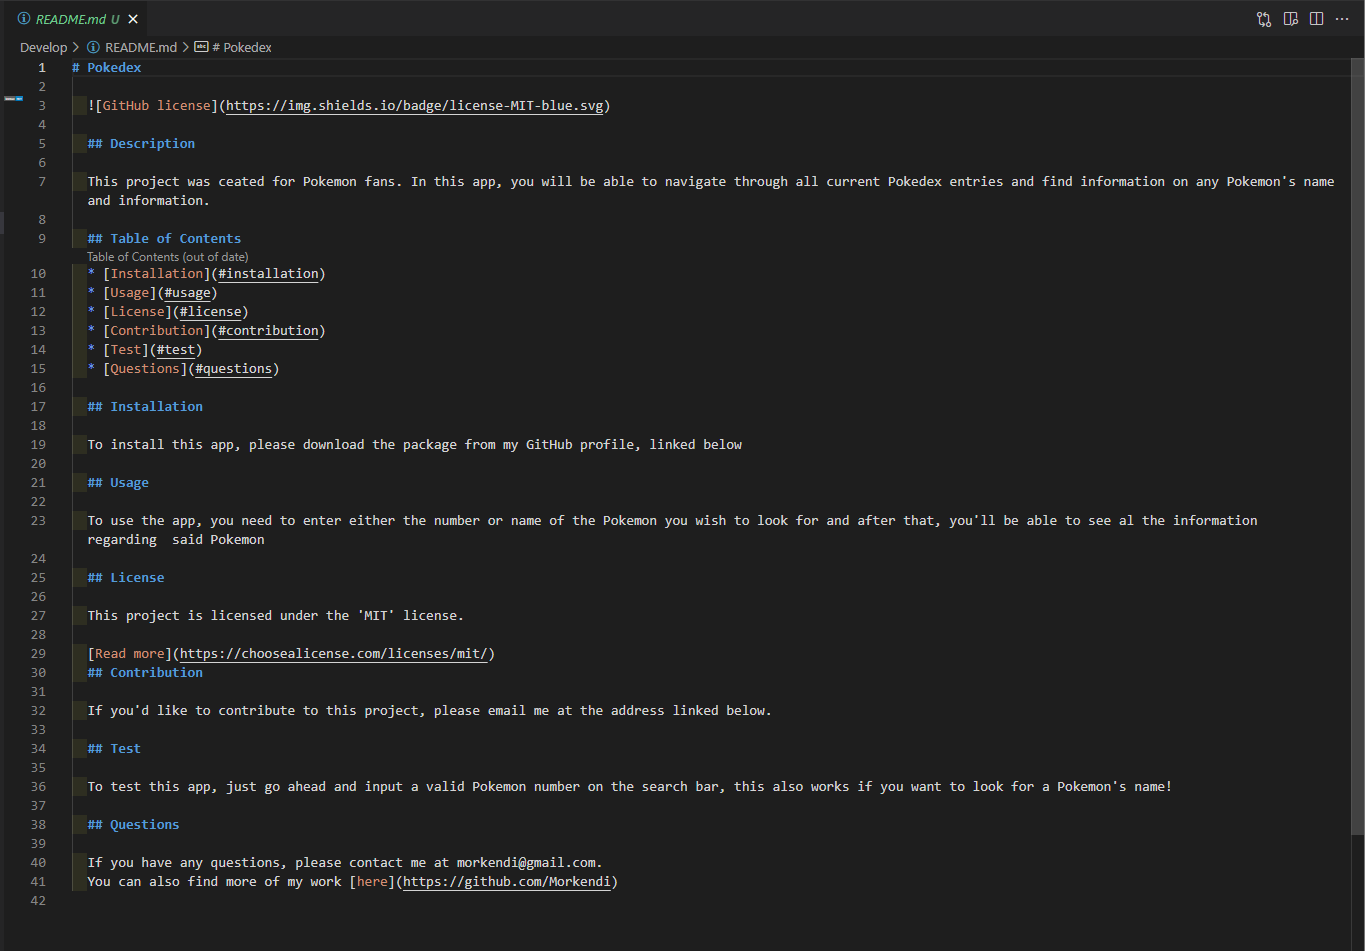 README.md U
Develop > README.md > # Pokedex
1 # Pokedex
2
3 ![GitHub license](https://img.shields.io/badge/license-MIT-blue.svg)
4
5 ## Description
6
7 This project was ceated for Pokemon fans. In this app, you will be able to navigate through all current Pokedex entries and find information on any Pokemon's name
and information.
8
9 ## Table of Contents
Table of Contents (out of date)
10 * [Installation](#installation)
11 * [Usage](#usage)
12 * [License](#license)
13 * [Contribution](#contribution)
14 * [Test](#test)
15 * [Questions](#questions)
16
17 ## Installation
18
19 To install this app, please download the package from my GitHub profile, linked below
20
21 ## Usage
22
23 To use the app, you need to enter either the number or name of the Pokemon you wish to look for and after that, you'll be able to see al the information
regarding  said Pokemon
24
25 ## License
26
27 This project is licensed under the 'MIT' license.
28
29 [Read more](https://choosealicense.com/licenses/mit/)
30 ## Contribution
31
32 If you'd like to contribute to this project, please email me at the address linked below.
33
34 ## Test
35
36 To test this app, just go ahead and input a valid Pokemon number on the search bar, this also works if you want to look for a Pokemon's name!
37
38 ## Questions
39
40 If you have any questions, please contact me at morkendi@gmail.com.
41 You can also find more of my work [here](https://github.com/Morkendi)
42